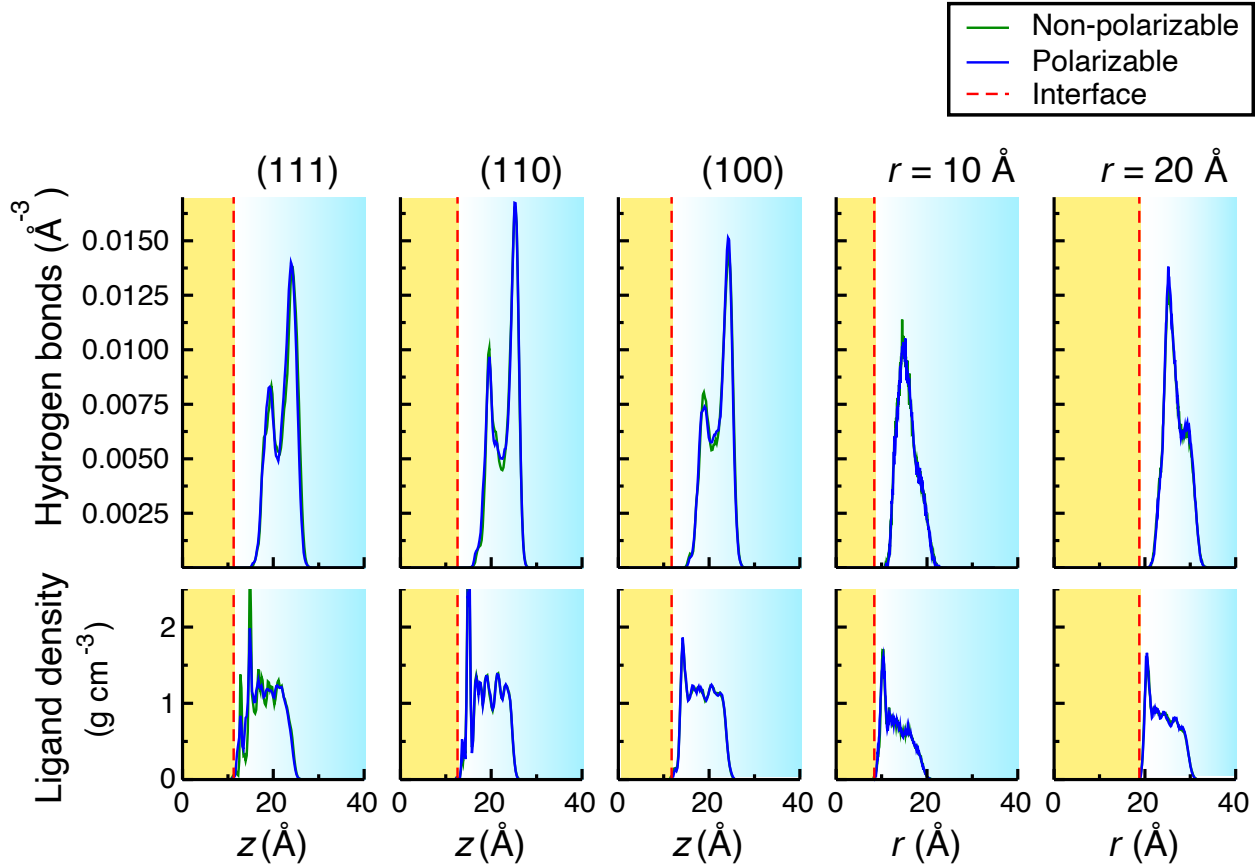 Non-polarizable
Polarizable
Interface
(111) (110) (100) r = 10 Å r = 20 Å
Hydrogen bonds (Å⁻³)
0.0150
0.0125
0.0100
0.0075
0.0050
0.0025
Ligand density
(g cm⁻³)
2
1
0
0 20 40 0 20 40 0 20 40 0 20 40 0 20 40
z (Å) z (Å) z (Å) r (Å) r (Å)